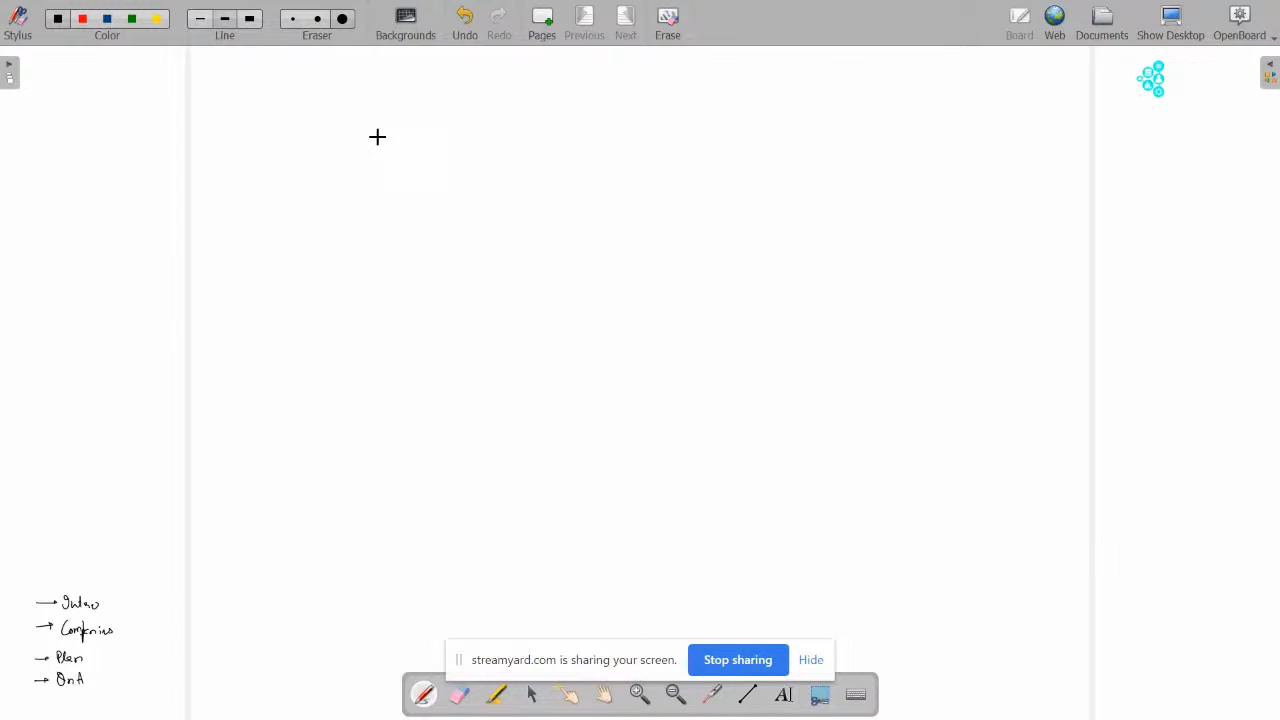 Stylus
Color
Line
Eraser
Backgrounds
Undo
Redo
Pages
Previous
Next
Erase
Board
Web
Documents
Show Desktop
OpenBoard
→ Intro
→ Companies
→ Plan
→ QnA
streamyard.com is sharing your screen.
Stop sharing
Hide